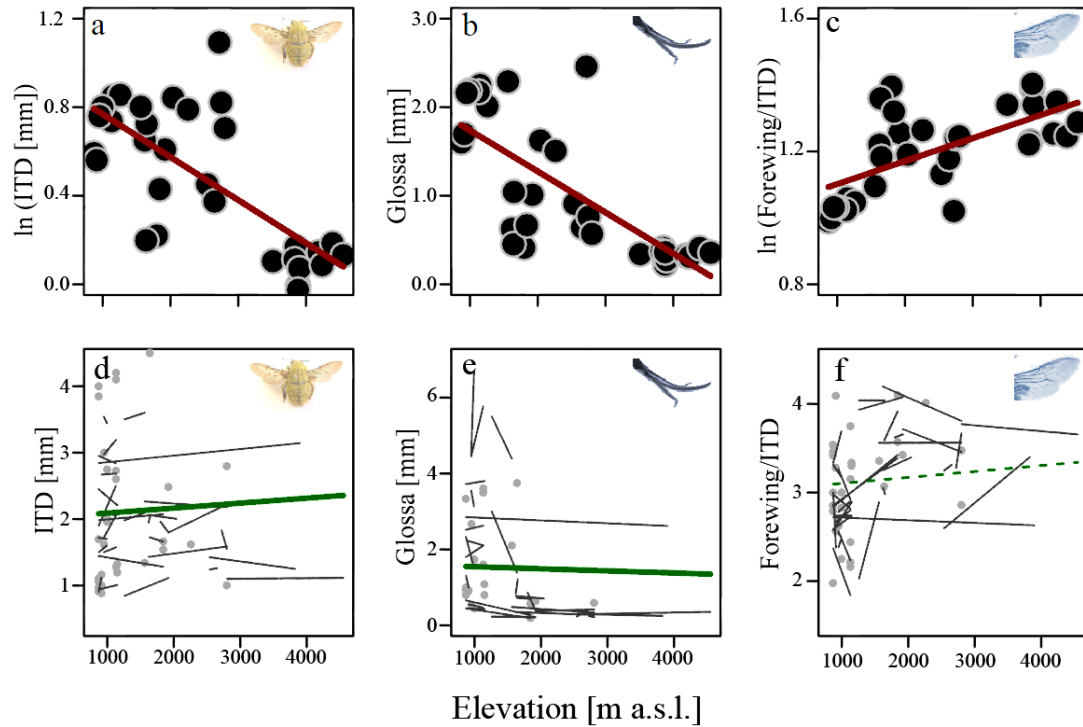 a
ln (ITD [mm])
1.2
0.8
0.4
0.0
b
Glossa [mm]
3.0
2.0
1.0
0.0
c
ln (Forewing/ITD)
1.6
1.2
0.8
d
ITD
4
3
2
1
1000 2000 3000 4000
e
Glossa
6
4
2
0
1000 2000 3000 4000
f
Forewing/ITD
4
3
2
1000 2000 3000 4000
Elevation [m a.s.l.]